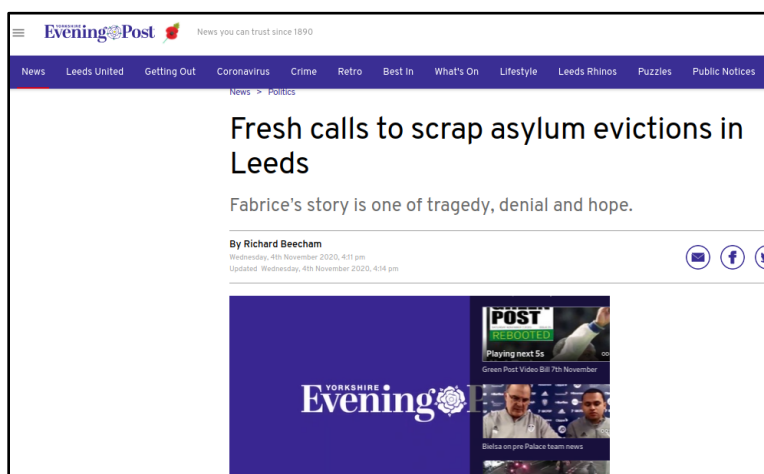 YORKSHIRE
Evening Post
News you can trust since 1890
News Leeds United Getting Out Coronavirus Crime Retro Best In What's On Lifestyle Leeds Rhinos Puzzles Public Notices
News > Politics
Fresh calls to scrap asylum evictions in
Leeds
Fabrice's story is one of tragedy, denial and hope.
By Richard Beecham
Wednesday, 4th November 2020, 4:11 pm
Updated Wednesday, 4th November 2020, 4:14 pm
POST
REBOOTED
Playing next 5s
Green Post Video Bill 7th November
YORKSHIRE
Evening P
Bielsa on pre Palace team news